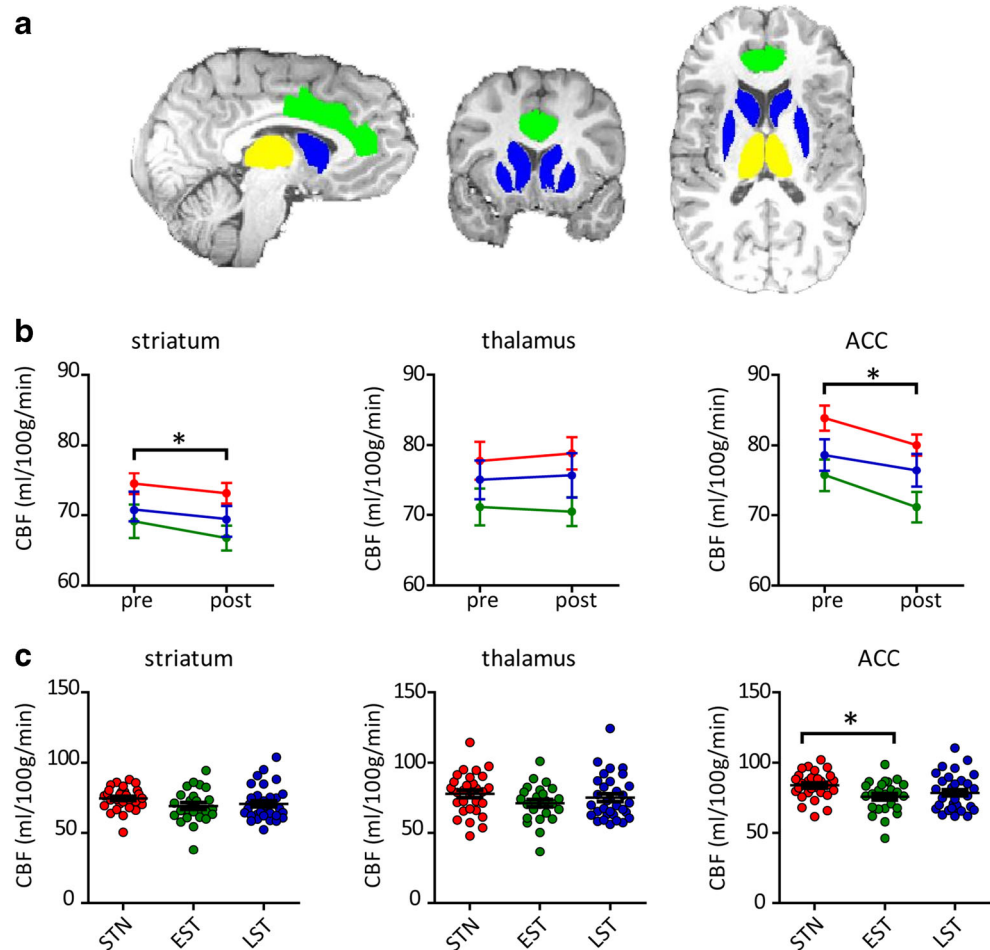 a
b
striatum
thalamus
ACC
CBF (ml/100g/min)
90
80
70
60
*
pre post
CBF (ml/100g/min)
90
80
70
60
pre post
CBF (ml/100g/min)
90
80
70
60
*
pre post
c
striatum
thalamus
ACC
CBF (ml/100g/min)
150
100
50
0
STN EST LST
CBF (ml/100g/min)
150
100
50
0
STN EST LST
CBF (ml/100g/min)
150
100
50
0
*
STN EST LST